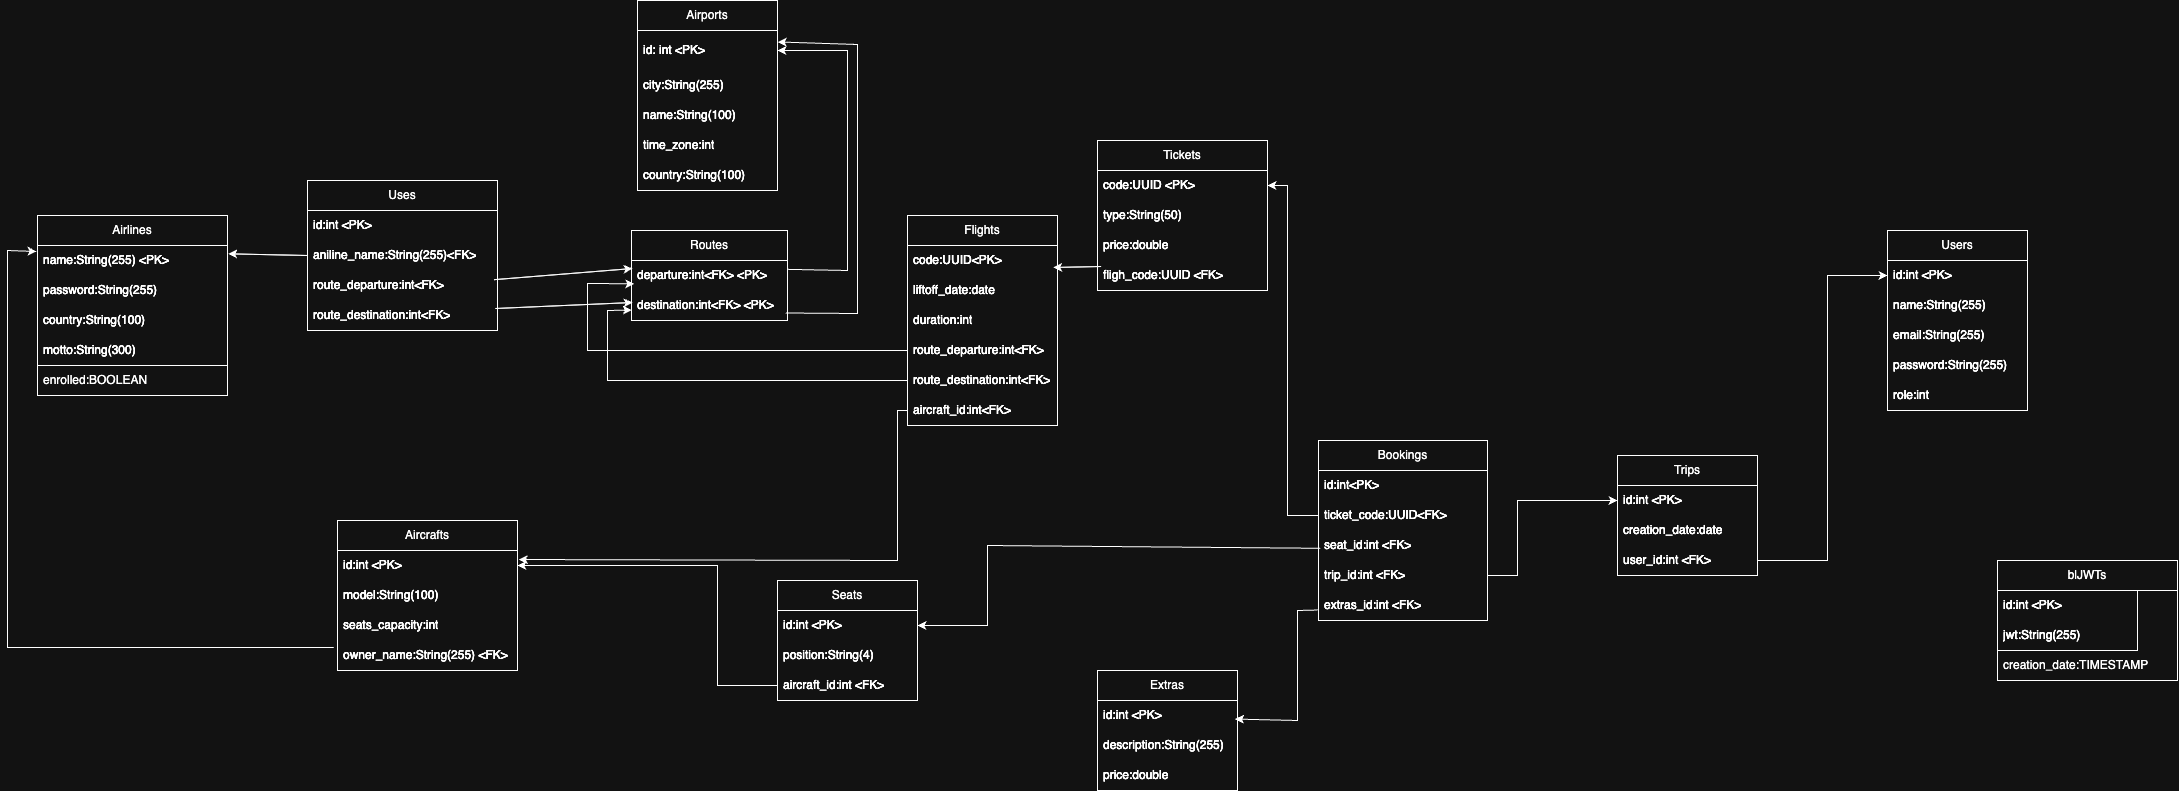 Airports
id: int <PK>
city:String(255)
name:String(100)
time_zone:int
country:String(100)
Tickets
code:UUID <PK>
type:String(50)
price:double
fligh_code:UUID <FK>
Uses
id:int <PK>
aniline_name:String(255)<FK>
route_departure:int<FK>
route_destination:int<FK>
Airlines
name:String(255) <PK>
password:String(255)
country:String(100)
motto:String(300)
enrolled:BOOLEAN
Routes
departure:int<FK> <PK>
destination:int<FK> <PK>
Flights
code:UUID<PK>
liftoff_date:date
duration:int
route_departure:int<FK>
route_destination:int<FK>
aircraft_id:int<FK>
Users
id:int <PK>
name:String(255)
email:String(255)
password:String(255)
role:int
Bookings
id:int<PK>
ticket_code:UUID<FK>
seat_id:int <FK>
trip_id:int <FK>
extras_id:int <FK>
Trips
id:int <PK>
creation_date:date
user_id:int <FK>
Aircrafts
id:int <PK>
model:String(100)
seats_capacity:int
owner_name:String(255) <FK>
Seats
id:int <PK>
position:String(4)
aircraft_id:int <FK>
blJWTs
id:int <PK>
jwt:String(255)
creation_date:TIMESTAMP
Extras
id:int <PK>
description:String(255)
price:double